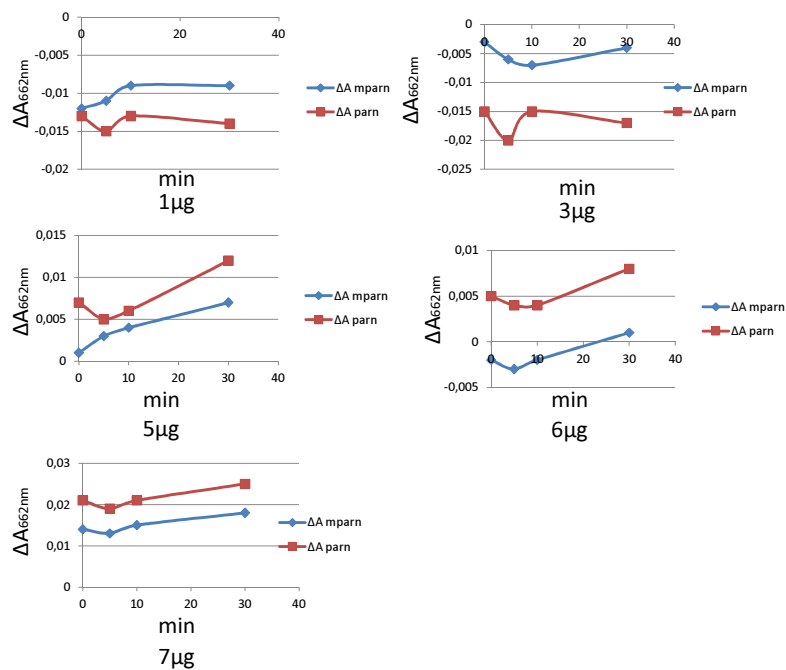 0
0 20 40
-0,005
-0,01
-0,015
-0,02
ΔA662nm
ΔA mparn
ΔA parn
min
1µg
0
0 10 20 30 40
-0,005
-0,01
-0,015
-0,02
-0,025
ΔA662nm
ΔA mparn
ΔA parn
min
3µg
0,015
0,01
0,005
0
0 10 20 30 40
ΔA662nm
ΔA mparn
ΔA parn
min
5µg
0,01
0,005
0
-0,005
0 10 20 30 40
ΔA662nm
ΔA mparn
ΔA parn
min
6µg
0,03
0,02
0,01
0
0 10 20 30 40
ΔA662nm
ΔA mparn
ΔA parn
min
7µg